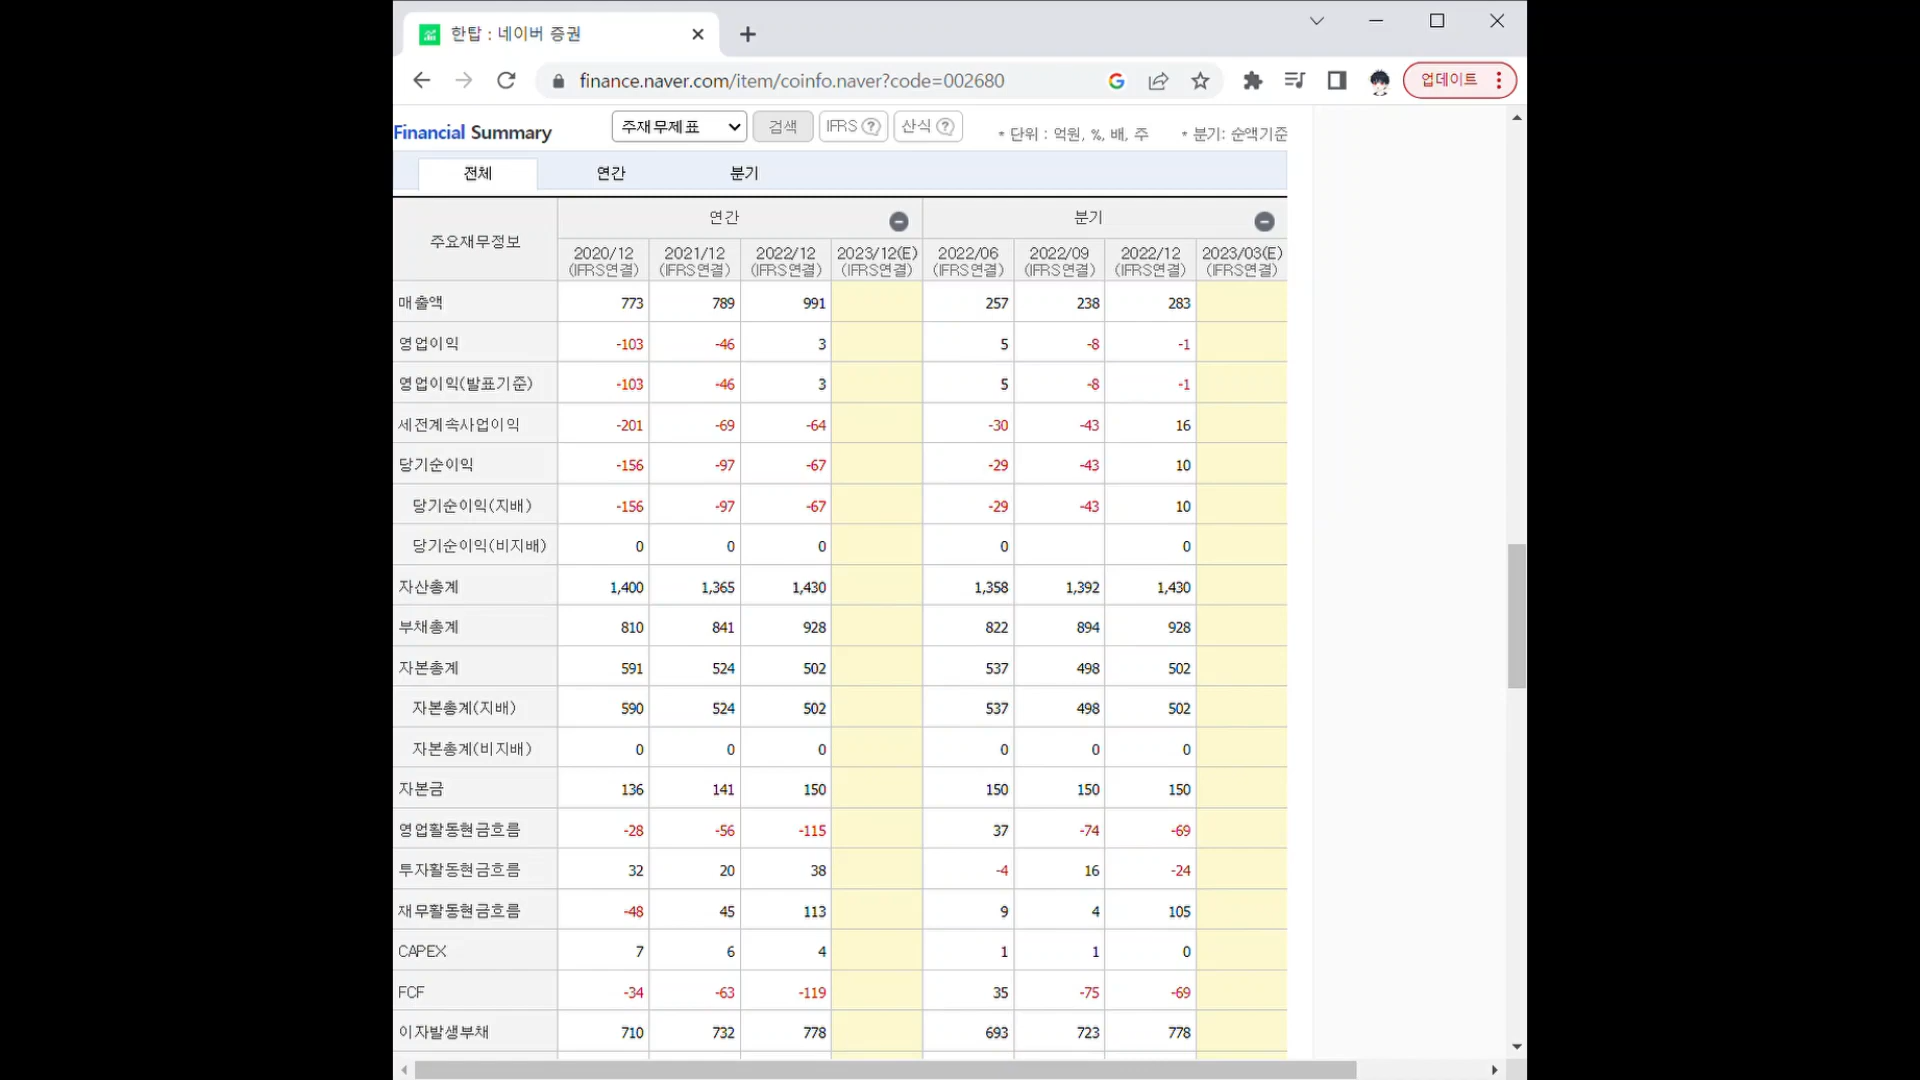 한탑 : 네이버 증권
finance.naver.com/item/coinfo.naver?code=002680
업데이트
Financial Summary 주재무제표 검색 IFRS ? 산식 ? * 단위 : 억원, %, 배, 주 * 분기: 순액기준
전체 연간 분기
주요재무정보 연간 분기
2020/12 2021/12 2022/12 2023/12(E) 2022/06 2022/09 2022/12 2023/03(E)
(IFRS연결) (IFRS연결) (IFRS연결) (IFRS연결) (IFRS연결) (IFRS연결) (IFRS연결) (IFRS연결)
매출액 773 789 991 257 238 283
영업이익 -103 -46 3 5 -8 -1
영업이익(발표기준) -103 -46 3 5 -8 -1
세전계속사업이익 -201 -69 -64 -30 -43 16
당기순이익 -156 -97 -67 -29 -43 10
당기순이익(지배) -156 -97 -67 -29 -43 10
당기순이익(비지배) 0 0 0 0 0
자산총계 1,400 1,365 1,430 1,358 1,392 1,430
부채총계 810 841 928 822 894 928
자본총계 591 524 502 537 498 502
자본총계(지배) 590 524 502 537 498 502
자본총계(비지배) 0 0 0 0 0 0
자본금 136 141 150 150 150 150
영업활동현금흐름 -28 -56 -115 37 -74 -69
투자활동현금흐름 32 20 38 -4 16 -24
재무활동현금흐름 -48 45 113 9 4 105
CAPEX 7 6 4 1 1 0
FCF -34 -63 -119 35 -75 -69
이자발생부채 710 732 778 693 723 778